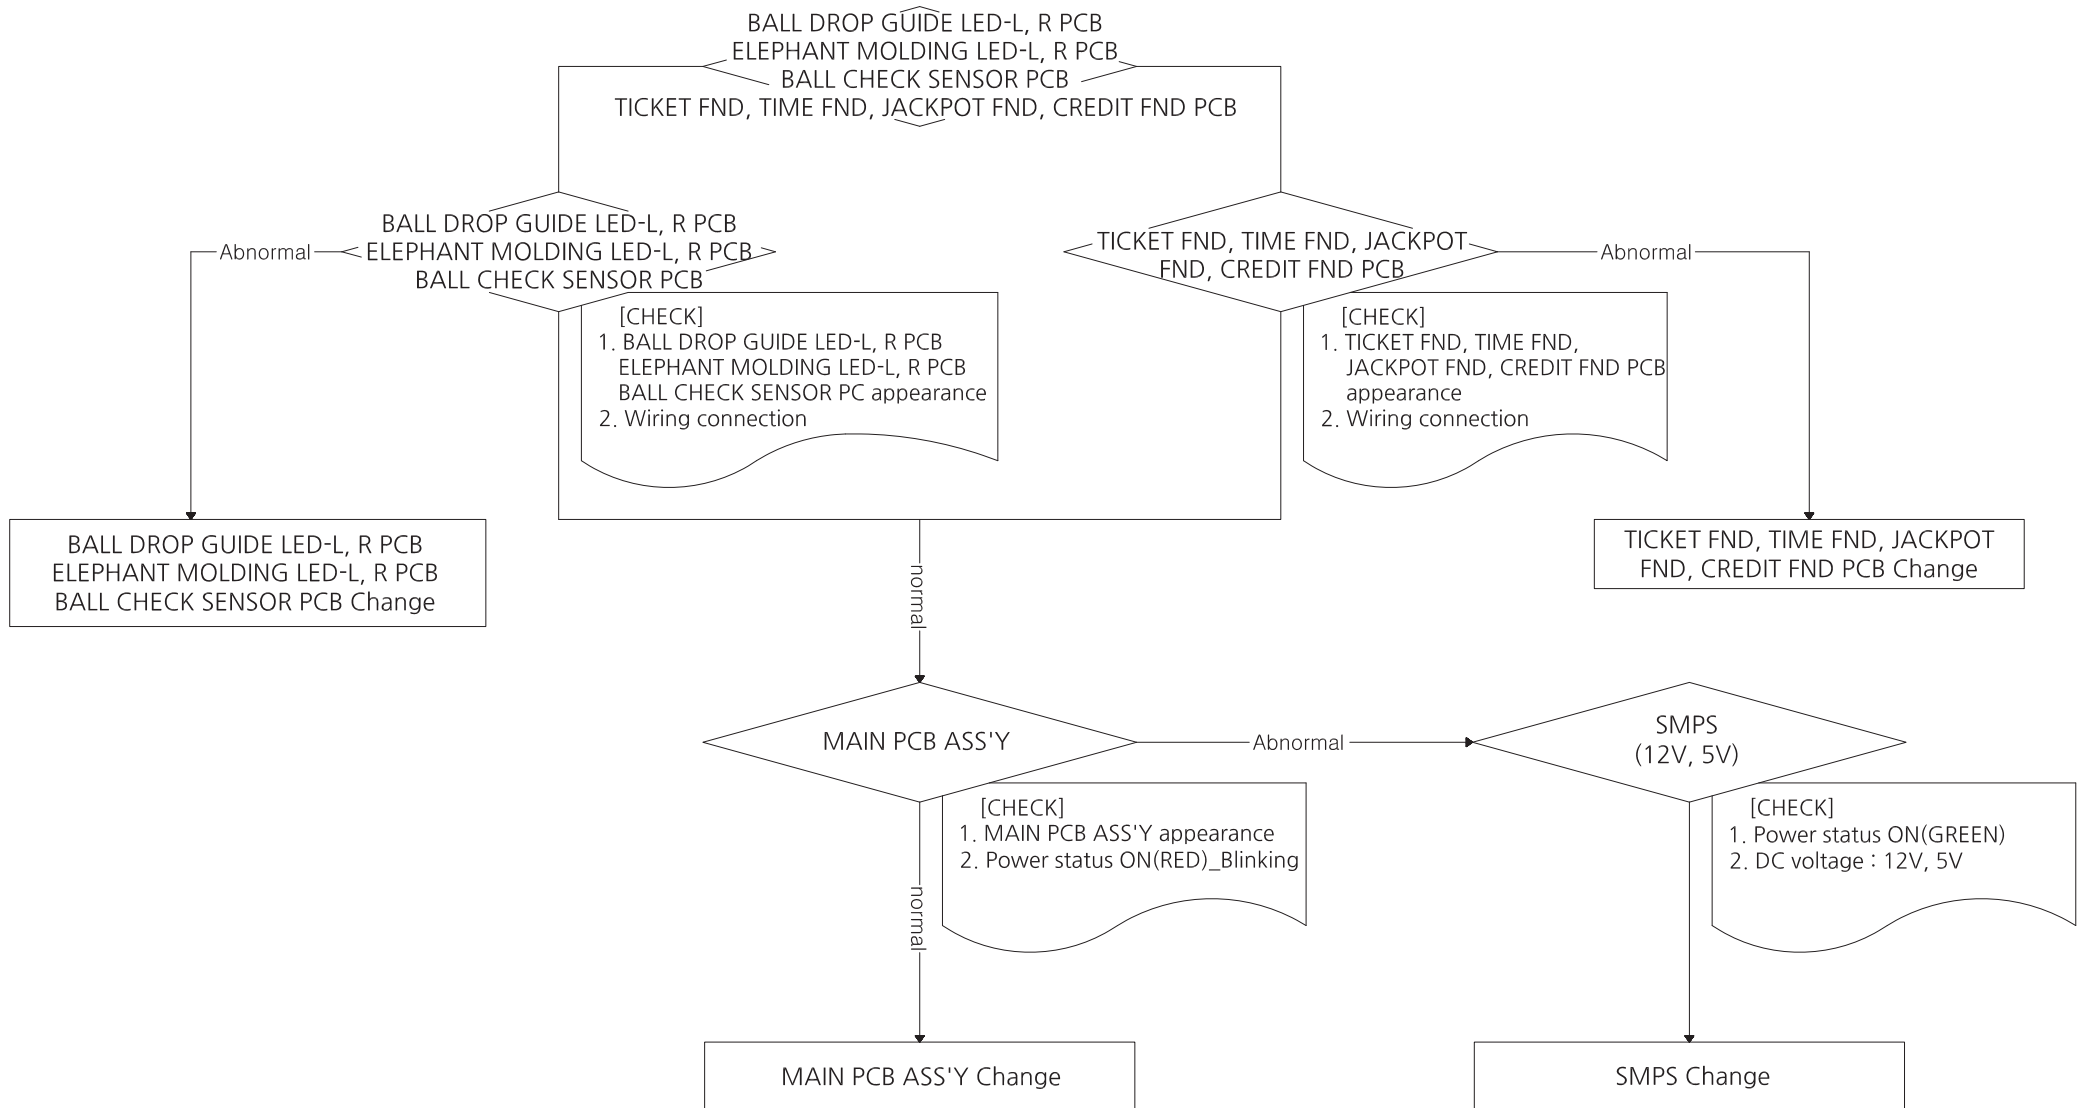 BALL DROP GUIDE LED-L, R PCB
ELEPHANT MOLDING LED-L, R PCB
BALL CHECK SENSOR PCB
TICKET FND, TIME FND, JACKPOT FND, CREDIT FND PCB
BALL DROP GUIDE LED-L, R PCB
ELEPHANT MOLDING LED-L, R PCB
BALL CHECK SENSOR PCB
Abnormal
TICKET FND, TIME FND, JACKPOT
FND, CREDIT FND PCB
Abnormal
[CHECK]
1. BALL DROP GUIDE LED-L, R PCB
ELEPHANT MOLDING LED-L, R PCB
BALL CHECK SENSOR PC appearance
2. Wiring connection
[CHECK]
1. TICKET FND, TIME FND,
JACKPOT FND, CREDIT FND PCB
appearance
2. Wiring connection
BALL DROP GUIDE LED-L, R PCB
ELEPHANT MOLDING LED-L, R PCB
BALL CHECK SENSOR PCB Change
TICKET FND, TIME FND, JACKPOT
FND, CREDIT FND PCB Change
normal
MAIN PCB ASS'Y
Abnormal
SMPS
(12V, 5V)
[CHECK]
1. MAIN PCB ASS'Y appearance
2. Power status ON(RED)_Blinking
[CHECK]
1. Power status ON(GREEN)
2. DC voltage : 12V, 5V
normal
MAIN PCB ASS'Y Change
SMPS Change